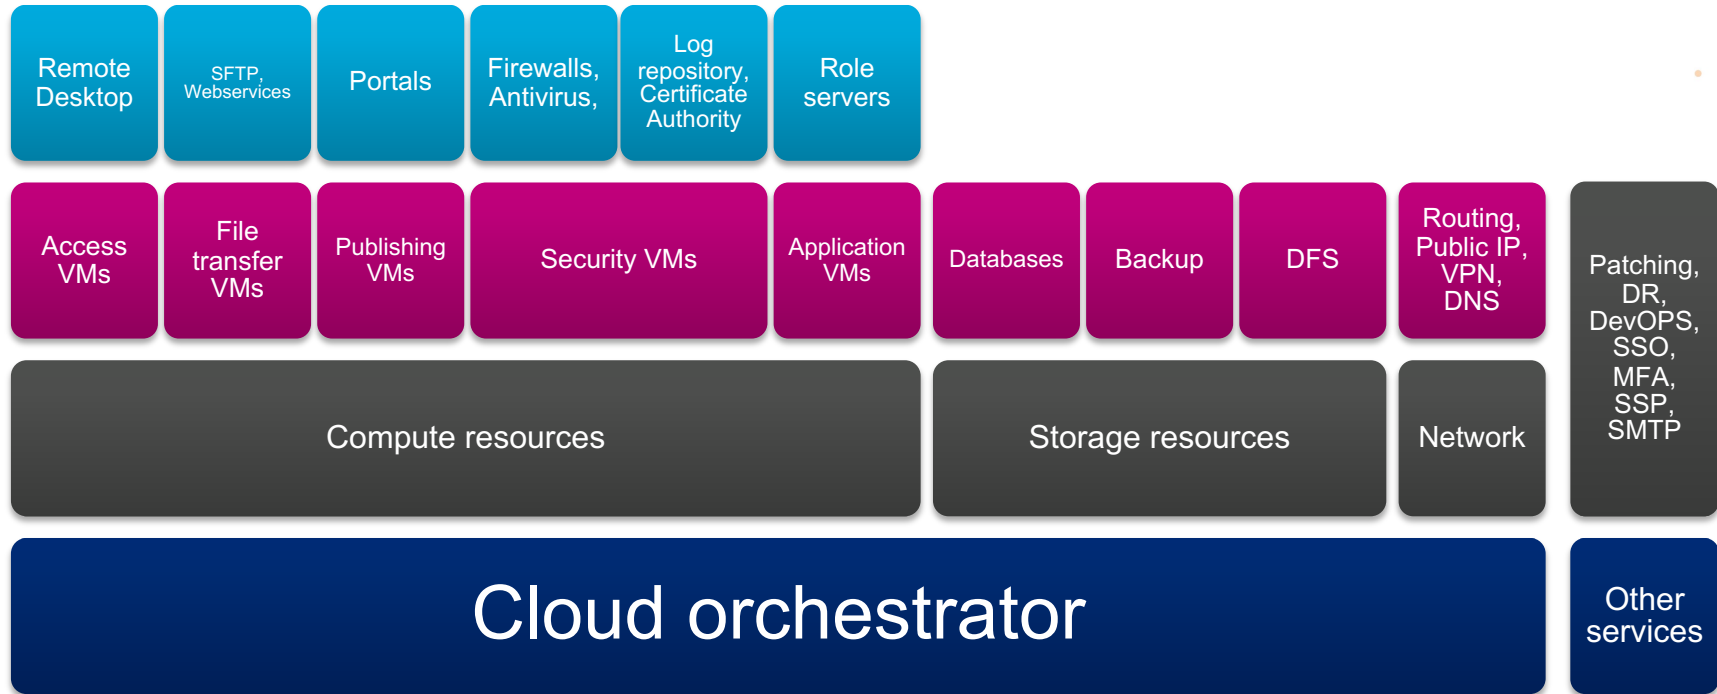 Remote
Desktop
SFTP,
Webservices
Portals
Firewalls,
Antivirus,
Log
repository,
Certificate
Authority
Role
servers
Access
VMs
File
transfer
VMs
Publishing
VMs
Security VMs
Application
VMs
Databases
Backup
DFS
Routing,
Public IP,
VPN,
DNS
Patching,
DR,
DevOPS,
SSO,
MFA,
SSP,
SMTP
Compute resources
Storage resources
Network
Cloud orchestrator
Other
services